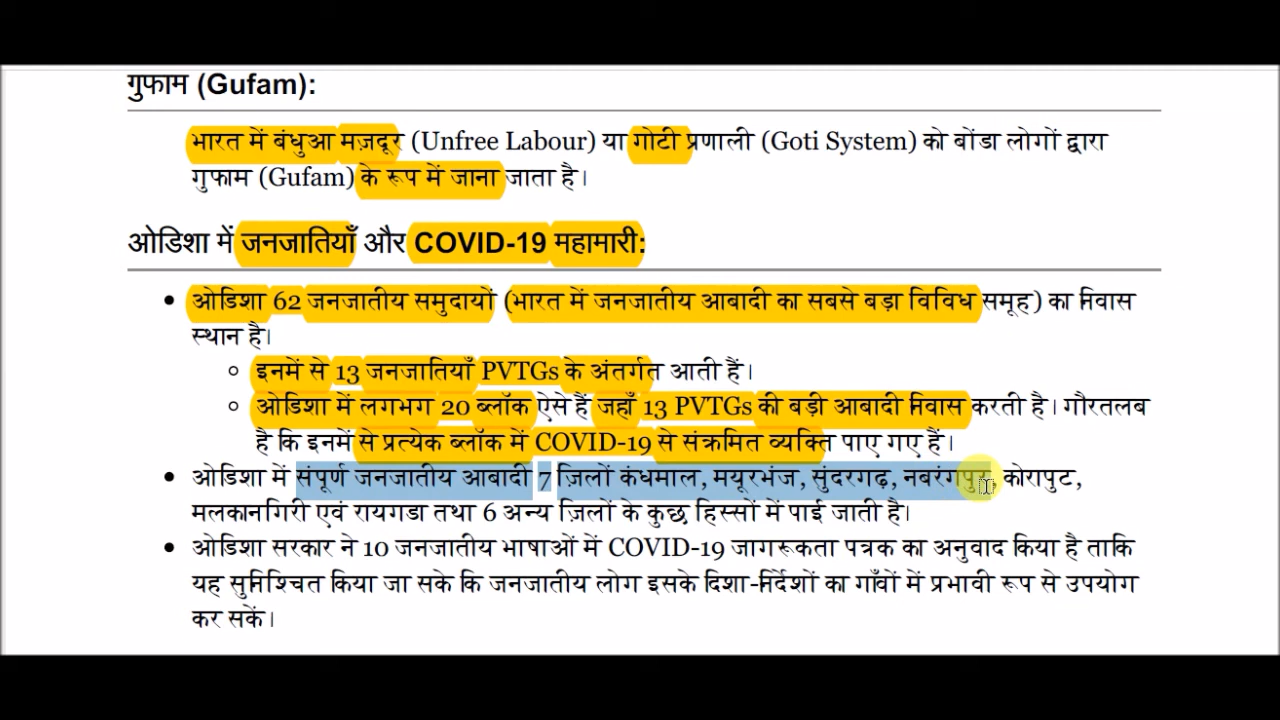 गुफाम (Gufam):
भारत में बंधुआ मज़दूर (Unfree Labour) या गोटी प्रणाली (Goti System) को बोंडा लोगों द्वारा
गुफाम (Gufam) के रूप में जाना जाता है।
ओडिशा में जनजातियाँ और COVID-19 महामारी:
• ओडिशा 62 जनजातीय समुदायों (भारत में जनजातीय आबादी का सबसे बड़ा विविध समूह) का निवास
स्थान है।
○ इनमें से 13 जनजातियाँ PVTGs के अंतर्गत आती हैं।
○ ओडिशा में लगभग 20 ब्लॉक ऐसे हैं जहाँ 13 PVTGs की बड़ी आबादी निवास करती है। गौरतलब
है कि इनमें से प्रत्येक ब्लॉक में COVID-19 से संक्रमित व्यक्ति पाए गए हैं।
• ओडिशा में संपूर्ण जनजातीय आबादी 7 ज़िलों कंधमाल, मयूरभंज, सुंदरगढ़, नबरंगपुर, कोरापुट,
मलकानगिरी एवं रायगडा तथा 6 अन्य ज़िलों के कुछ हिस्सों में पाई जाती है।
• ओडिशा सरकार ने 10 जनजातीय भाषाओं में COVID-19 जागरूकता पत्रक का अनुवाद किया है ताकि
यह सुनिश्चित किया जा सके कि जनजातीय लोग इसके दिशा-निर्देशों का गाँवों में प्रभावी रूप से उपयोग
कर सकें।